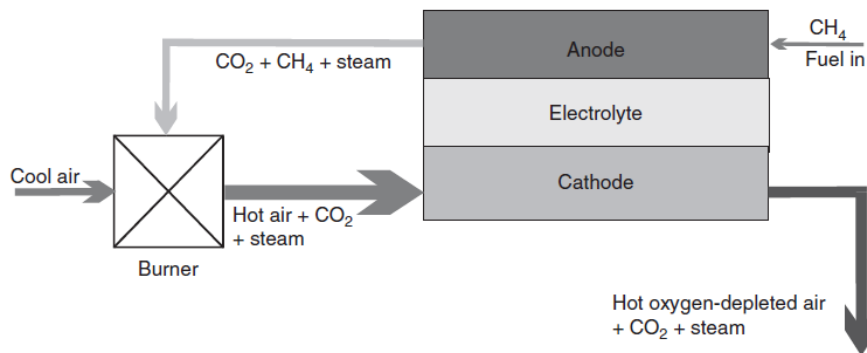 Anode
CH₄
Fuel in
CO₂ + CH₄ + steam
Electrolyte
Cool air
Cathode
Hot air + CO₂
+ steam
Burner
Hot oxygen-depleted air
+ CO₂ + steam